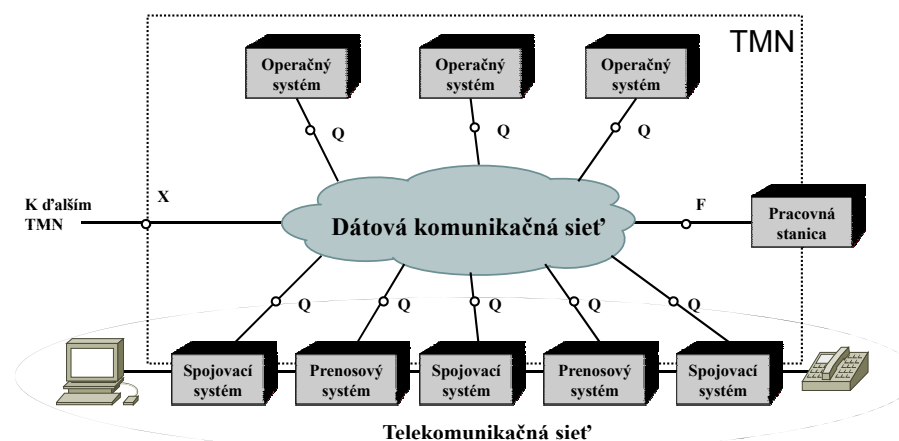 TMN
Operačný
systém
Operačný
systém
Operačný
systém
Q
Q
Q
K ďalším
TMN
X
Dátová komunikačná sieť
F
Pracovná
stanica
Q
Q
Q
Q
Q
Spojovací
systém
Prenosový
systém
Spojovací
systém
Prenosový
systém
Spojovací
systém
Telekomunikačná sieť